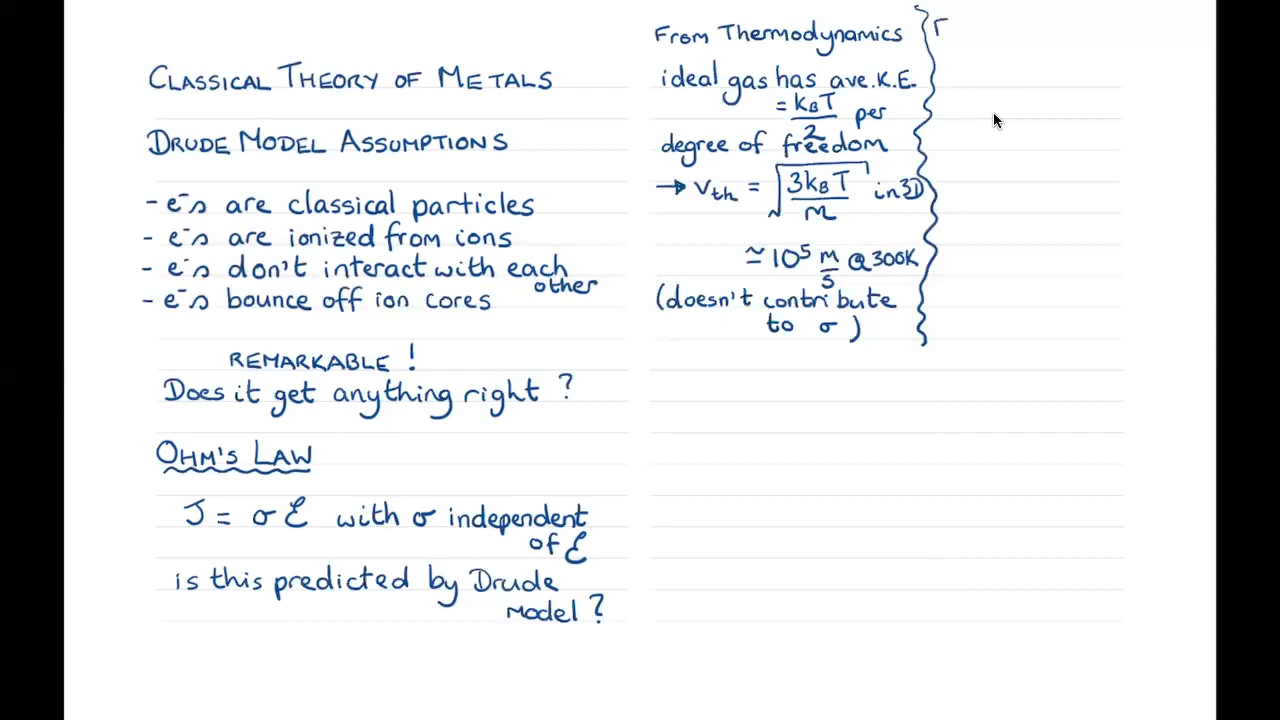 CLASSICAL THEORY OF METALS
DRUDE MODEL ASSUMPTIONS
- e⁻s are classical particles
- e⁻s are ionized from ions
- e⁻s don't interact with each
other
- e⁻s bounce off ion cores
REMARKABLE !
Does it get anything right ?
OHM'S LAW
J = σ ℰ with σ independent
of ℰ
is this predicted by Drude
model ?
From Thermodynamics
ideal gas has ave. K.E.
= k_B T / 2 per
degree of freedom
→ V_th = √(3k_B T / m) in 3D
≃ 10⁵ m/s @ 300K
(doesn't contribute
to σ )